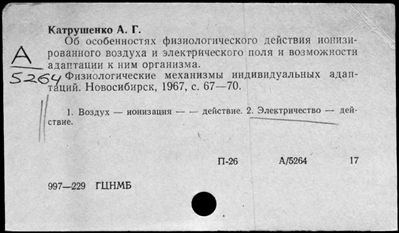 Катрушенко А. Г.
Об особенностях физиологического действия ионизи-
рованного воздуха и электрического поля и возможности
адаптации к ним организма.
А
5264
Физиологические механизмы индивидуальных адап-
таций. Новосибирск, 1967, с. 67—70.
1. Воздух — ионизация — — действие. 2. Электричество — дей-
ствие.
П-26 А/5264 17
997—229 ГЦНМБ